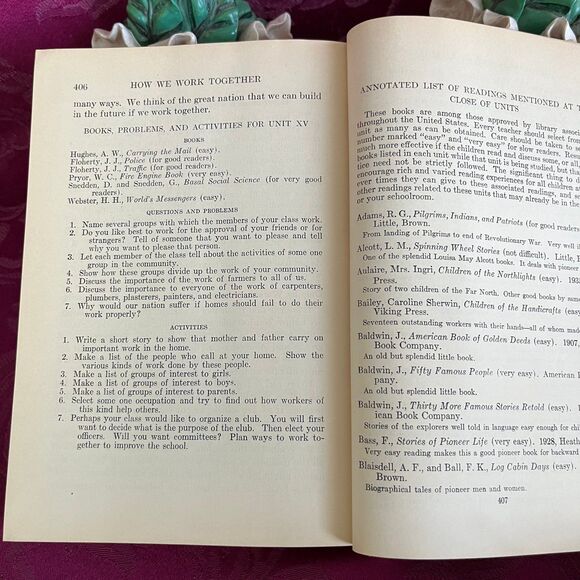 406 HOW WE WORK TOGETHER
many ways. We think of the great nation that we can build
in the future if we work together.
BOOKS, PROBLEMS, AND ACTIVITIES FOR UNIT XV
BOOKS
Hughes, A. W., Carrying the Mail (easy).
Floherty, J. J., Police (for good readers).
Floherty, J. J., Traffic (for good readers).
Pryor, W. C., Fire Engine Book (very easy).
Snedden, D. and Snedden, G., Basal Social Science (for very good
readers).
Webster, H. H., World's Messengers (easy).
QUESTIONS AND PROBLEMS
1. Name several groups with which the members of your class work.
2. Do you like best to work for the approval of your friends or for
strangers? Tell of someone that you want to please and tell
why you want to please that person.
3. Let each member of the class tell about the activities of some one
group in the community.
4. Show how these groups divide up the work of your community.
5. Discuss the importance of the work of farmers to all of us.
6. Discuss the importance to everyone of the work of carpenters,
plumbers, plasterers, painters, and electricians.
7. Why would our nation suffer if homes should fail to do their
work properly?
ACTIVITIES
1. Write a short story to show that mother and father carry on
important work in the home.
2. Make a list of the people who call at your home. Show the
various kinds of work done by these people.
3. Make a list of groups of interest to girls.
4. Make a list of groups of interest to boys.
5. Make a list of groups of interest to parents.
6. Select some one occupation and try to find out how workers of
this kind help others.
7. Perhaps your class would like to organize a club. You will first
want to decide what is the purpose of the club. Then elect your
officers. Will you want committees? Plan ways to work to-
gether to improve the school.
ANNOTATED LIST OF READINGS MENTIONED AT
CLOSE OF UNITS
These books are among those approved by library
throughout the United States. Every teacher should select from
unit as many as can be obtained. Care should be taken to
number marked "easy" and "very easy" for slow readers.
much more effective if the children read and discuss some, or all,
books listed in each unit while that unit is being studied, but
tice need not be strictly followed. The significant thing to
encourage rich and varied reading experiences for all children
ever times they can give to these associated readings, and
other readings related to these units that may already be in the
or your schoolroom.
Adams, R. G., Pilgrims, Indians, and Patriots (for good readers)
Little, Brown.
From landing of Pilgrims to end of Revolutionary War. Very well
Alcott, L. M., Spinning Wheel Stories (not difficult). Little,
One of the splendid Louisa May Alcott books. It deals with pioneer
Aulaire, Mrs. Ingri, Children of the Northlights (easy).
Press.
Story of two children of the Far North. Other good books by same
Bailey, Caroline Sherwin, Children of the Handicrafts (easy)
Viking Press.
Seventeen outstanding workers with their hands—all of whom made
Baldwin, J., American Book of Golden Deeds (easy). 1907,
Book Company.
An old but splendid little book.
Baldwin, J., Fifty Famous People (very easy). American
pany.
An old but splendid little book.
Baldwin, J., Thirty More Famous Stories Retold (easy).
ican Book Company.
Stories of the explorers well told in language easy enough for
Bass, F., Stories of Pioneer Life (very easy). 1928, Heath
Very easy reading makes this a good pioneer book for backward
Blaisdell, A. F., and Ball, F. K., Log Cabin Days (easy).
Brown.
Biographical tales of pioneer men and women.
407